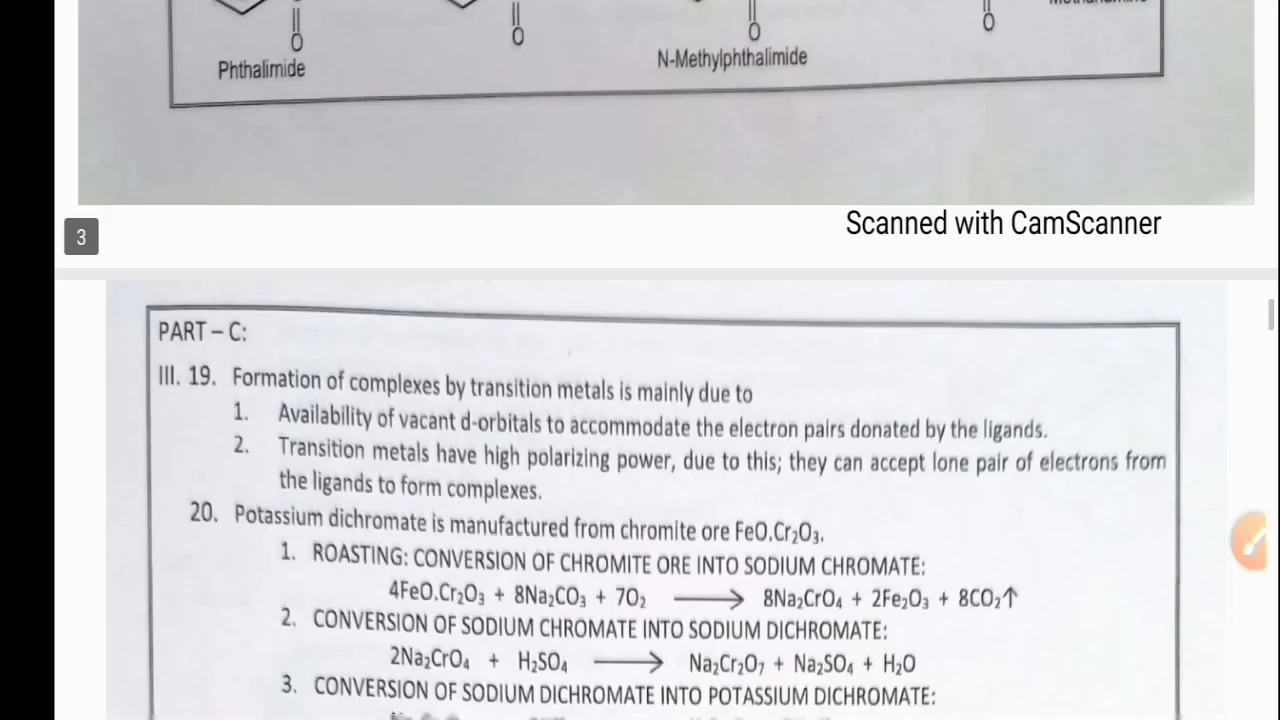 O
O
O
O
Phthalimide
N-Methylphthalimide
Scanned with CamScanner
3
PART – C:
III. 19. Formation of complexes by transition metals is mainly due to
1. Availability of vacant d-orbitals to accommodate the electron pairs donated by the ligands.
2. Transition metals have high polarizing power, due to this; they can accept lone pair of electrons from
the ligands to form complexes.
20. Potassium dichromate is manufactured from chromite ore FeO.Cr₂O₃.
1. ROASTING: CONVERSION OF CHROMITE ORE INTO SODIUM CHROMATE:
4FeO.Cr₂O₃ + 8Na₂CO₃ + 7O₂ ⟶ 8Na₂CrO₄ + 2Fe₂O₃ + 8CO₂↑
2. CONVERSION OF SODIUM CHROMATE INTO SODIUM DICHROMATE:
2Na₂CrO₄ + H₂SO₄ ⟶ Na₂Cr₂O₇ + Na₂SO₄ + H₂O
3. CONVERSION OF SODIUM DICHROMATE INTO POTASSIUM DICHROMATE: